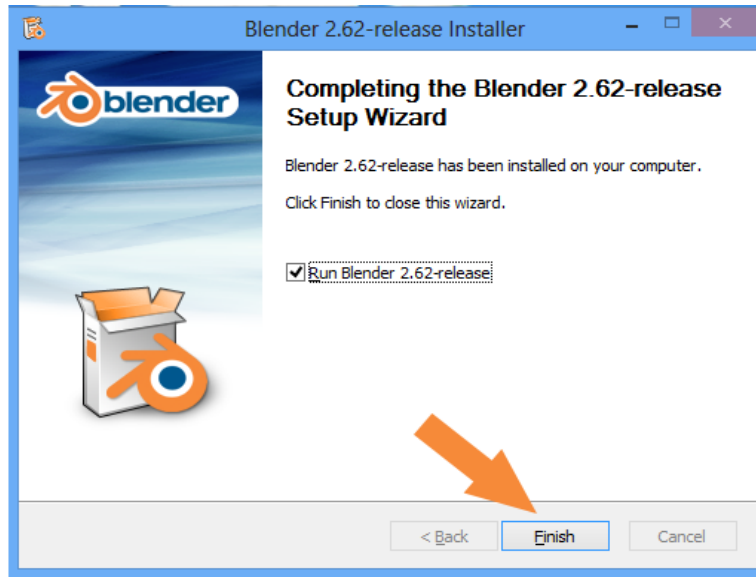 Blender 2.62-release Installer
blender
Completing the Blender 2.62-release
Setup Wizard
Blender 2.62-release has been installed on your computer.
Click Finish to close this wizard.
Run Blender 2.62-release
< Back
Finish
Cancel